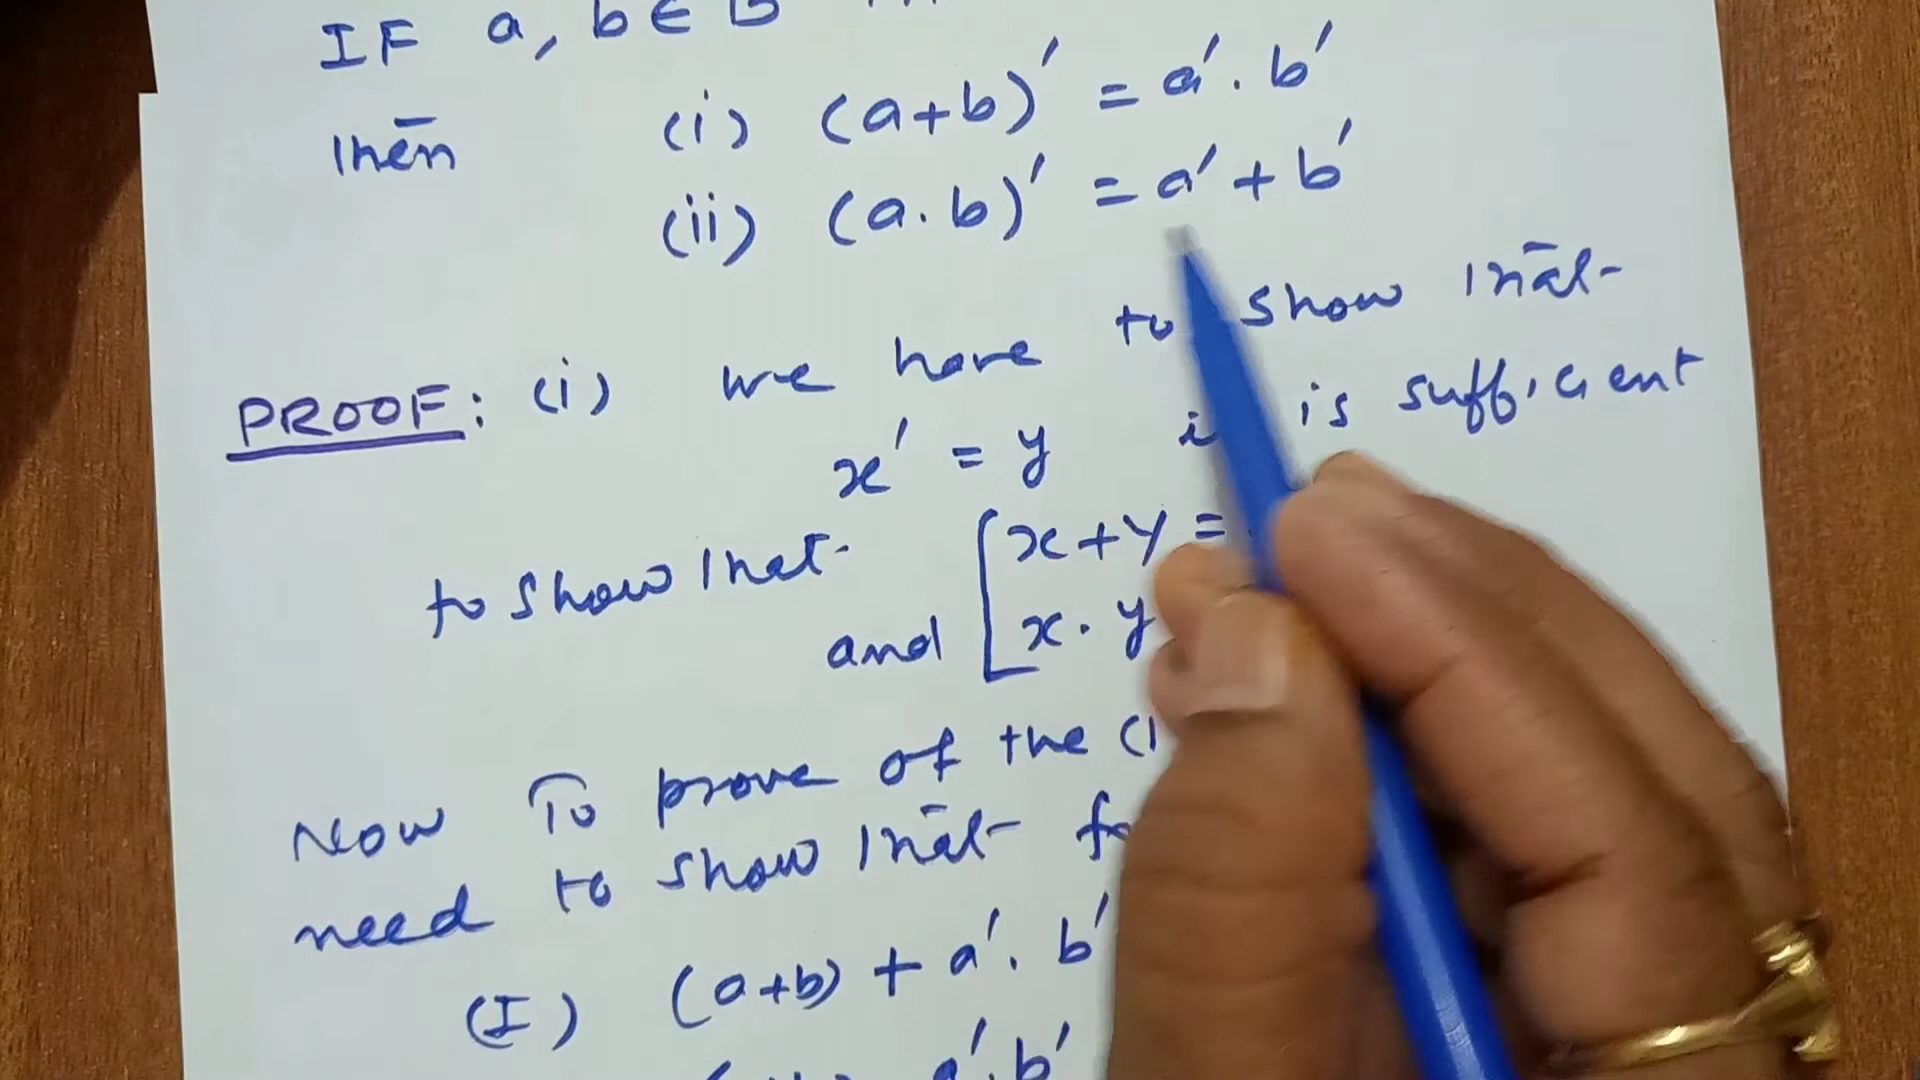 IF a, b ∈ B
then (i) (a+b)' = a' . b'
(ii) (a.b)' = a' + b'
PROOF: (i) we have to show that
x' = y is sufficient
to show that [x+y =
and [x. y
Now To prove of the (i
need to show that
(I) (a+b) + a'. b'
a'.b'